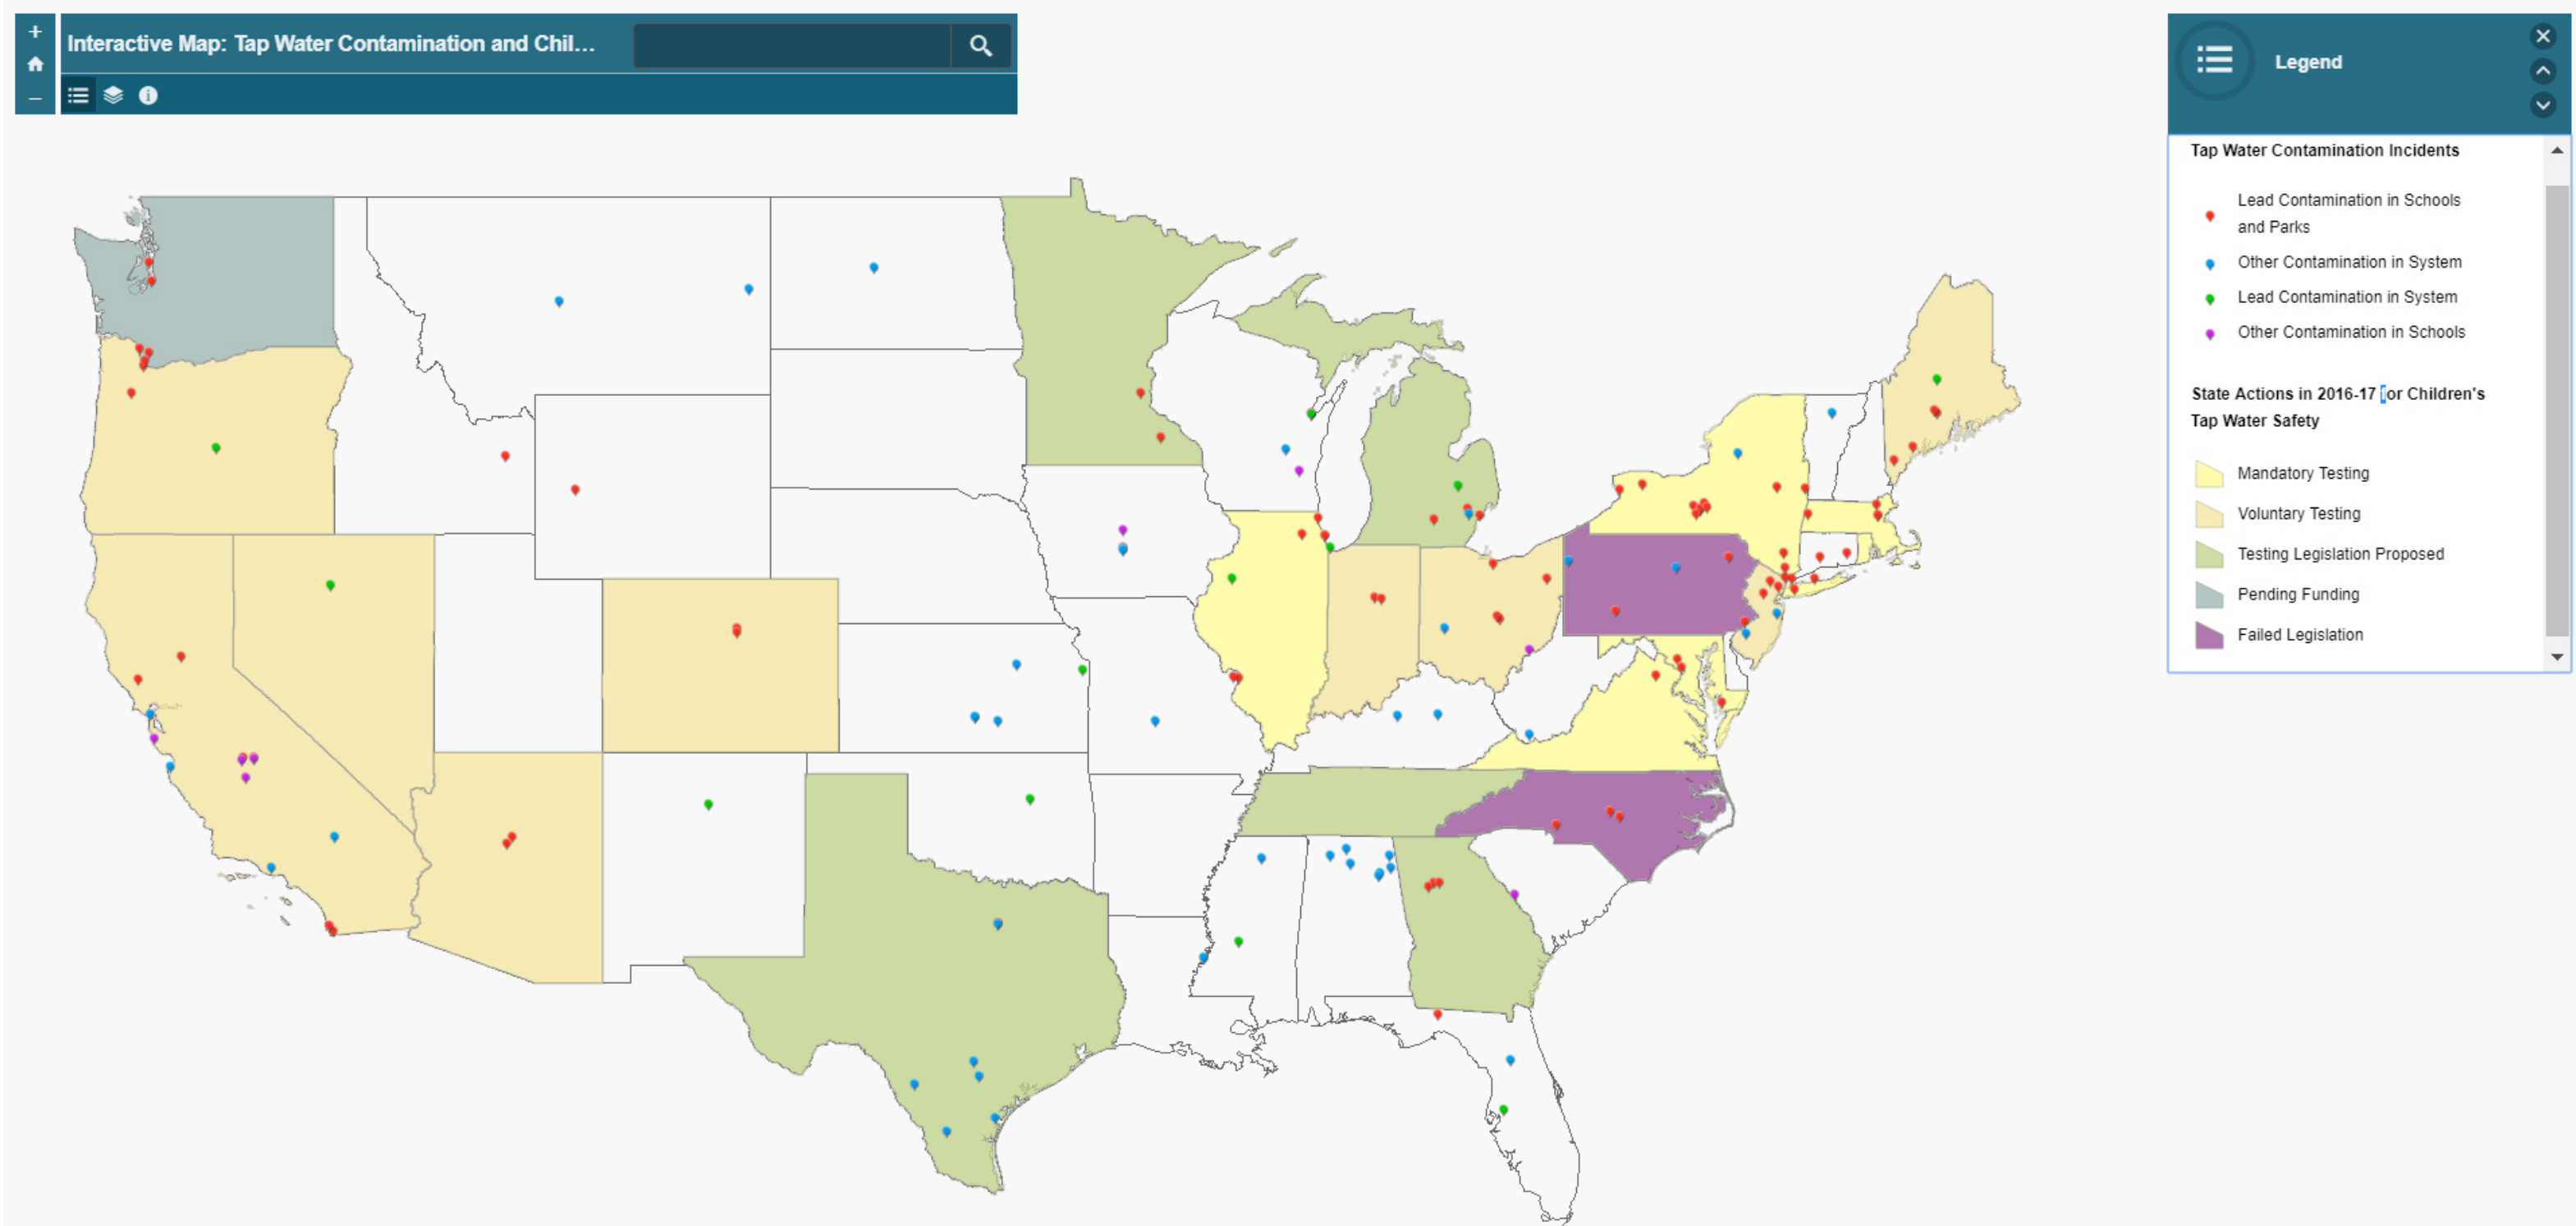 Interactive Map: Tap Water Contamination and Chil...
Legend
Tap Water Contamination Incidents
Lead Contamination in Schools
and Parks
Other Contamination in System
Lead Contamination in System
Other Contamination in Schools
State Actions in 2016-17 for Children's
Tap Water Safety
Mandatory Testing
Voluntary Testing
Testing Legislation Proposed
Pending Funding
Failed Legislation